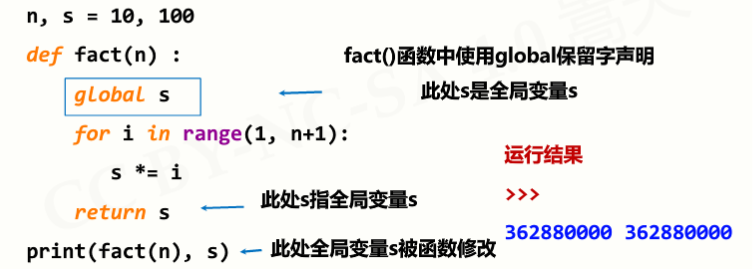 n, s = 10, 100
def fact(n) :
fact()函数中使用global保留字声明
global s
此处s是全局变量s
for i in range(1, n+1):
s *= i
运行结果
return s
此处s指全局变量s
>>>
362880000 362880000
print(fact(n), s)
此处全局变量s被函数修改